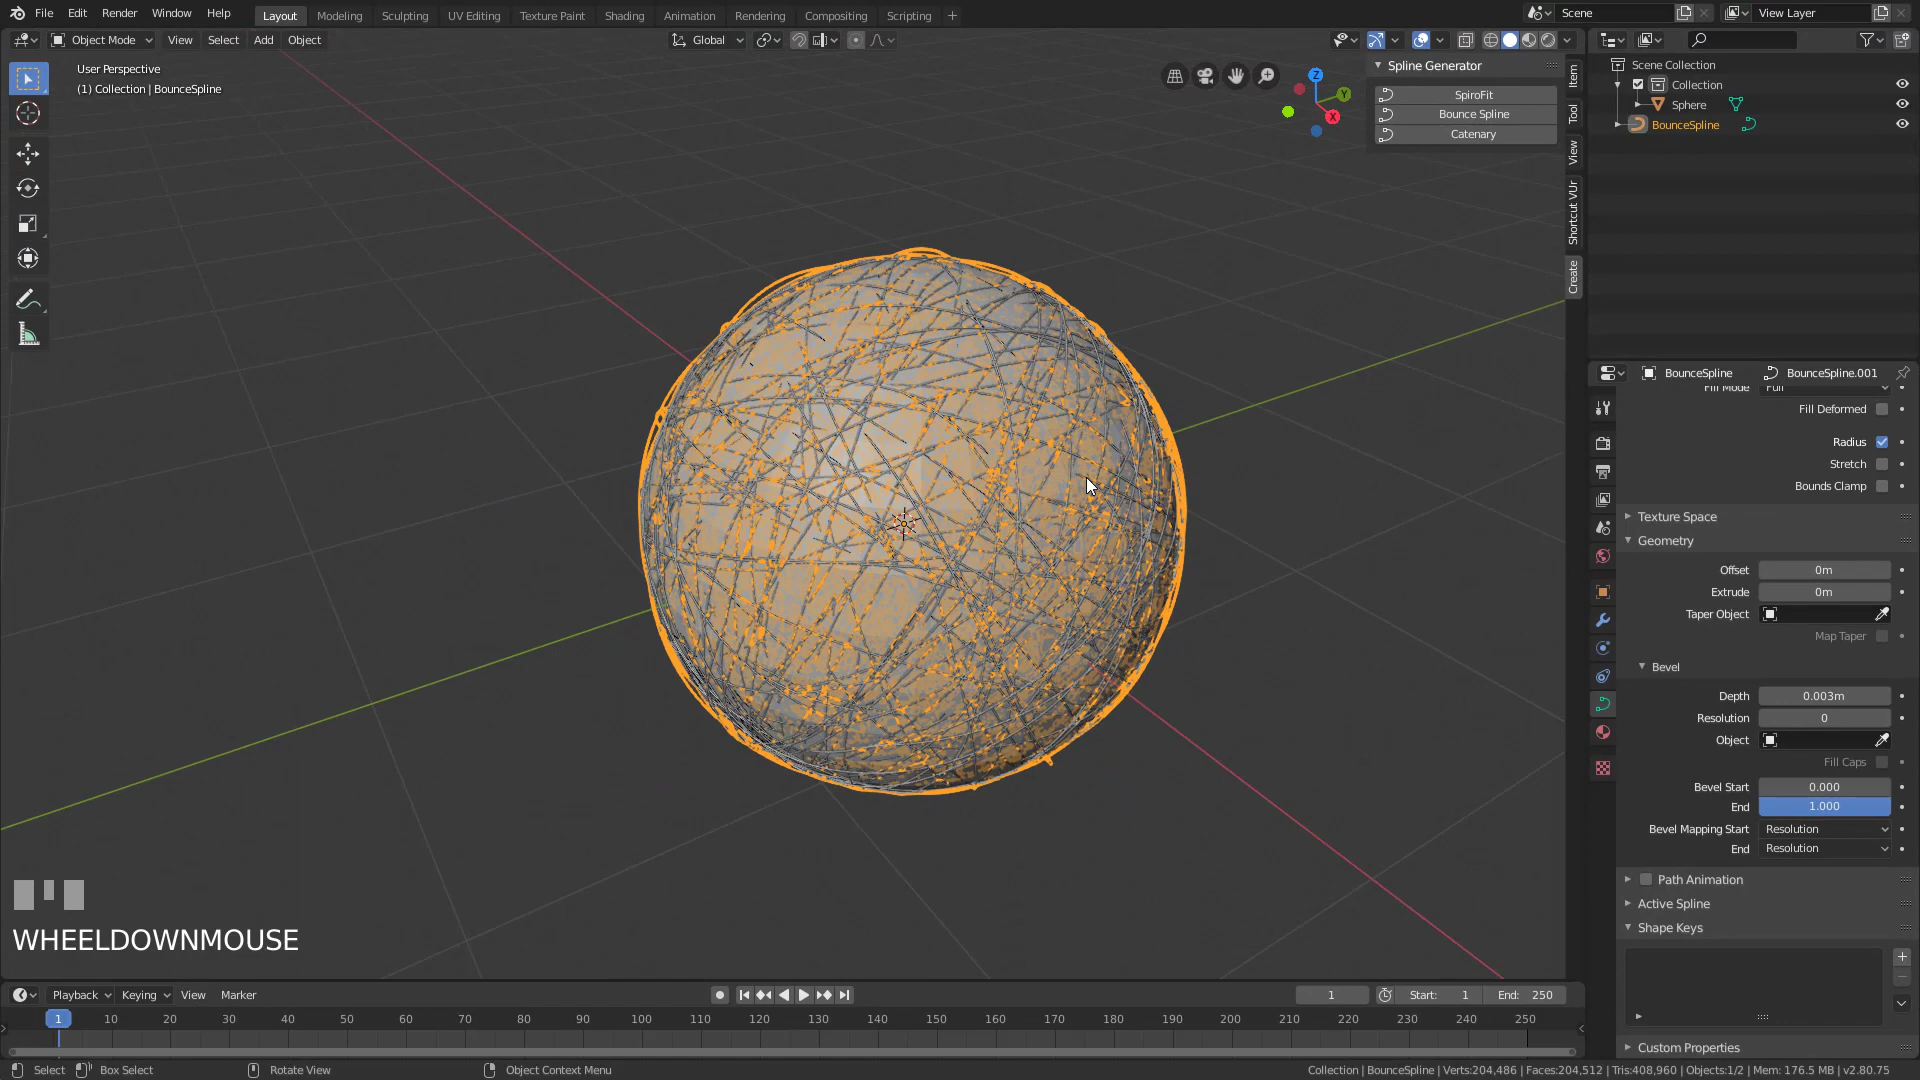 File Edit Render Window Help Layout Modeling Sculpting UV Editing Texture Paint Shading Animation Rendering Compositing Scripting + Scene View Layer
Object Mode View Select Add Object Global
User Perspective
(1) Collection | BounceSpline
Spline Generator
SpiroFit
Bounce Spline
Catenary
Z
Y
X
Item
Tool
View
Shortcut VUr
Create
Scene Collection
Collection
Sphere
BounceSpline
BounceSpline BounceSpline.001
Fill Mode Full
Fill Deformed
Radius
Stretch
Bounds Clamp
Texture Space
Geometry
Offset 0m
Extrude 0m
Taper Object
Map Taper
Bevel
Depth 0.003m
Resolution 0
Object
Fill Caps
Bevel Start 0.000
End 1.000
Bevel Mapping Start Resolution
End Resolution
Path Animation
Active Spline
Shape Keys
Custom Properties
WHEELDOWNMOUSE
Playback Keying View Marker 1 Start: 1 End: 250
1 10 20 30 40 50 60 70 80 90 100 110 120 130 140 150 160 170 180 190 200 210 220 230 240 250
Select Box Select Rotate View Object Context Menu Collection | BounceSpline | Verts:204,486 | Faces:204,512 | Tris:408,960 | Objects:1/2 | Mem: 176.5 MB | v2.80.75